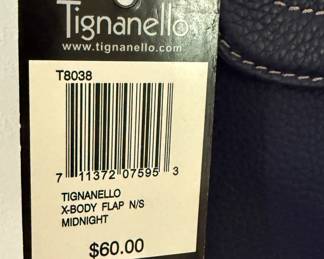 Tignanello
www.tignanello.com
T8038
7 11372 07595 3
TIGNANELLO
X-BODY FLAP N/S
MIDNIGHT
$60.00